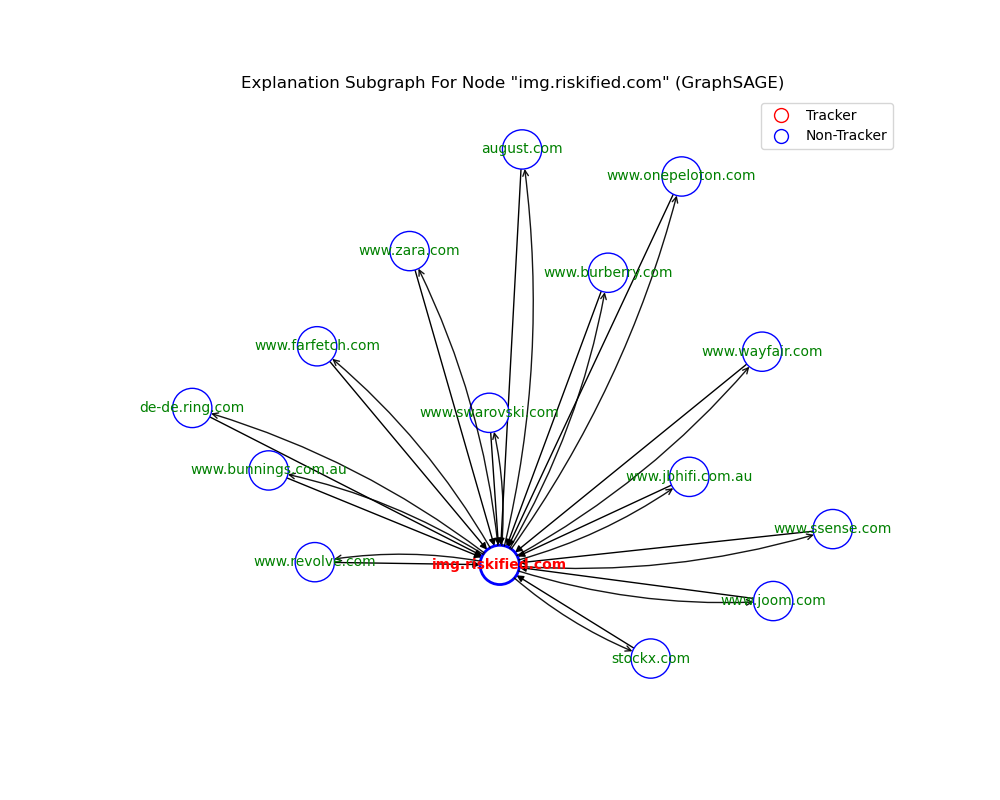 Explanation Subgraph For Node "img.riskified.com" (GraphSAGE)
Tracker
Non-Tracker
august.com
www.onepeloton.com
www.zara.com
www.burberry.com
www.farfetch.com
www.wayfair.com
de-de.ring.com
www.swarovski.com
www.bunnings.com.au
www.jbhifi.com.au
www.ssense.com
www.revolve.com
img.riskified.com
www.joom.com
stockx.com